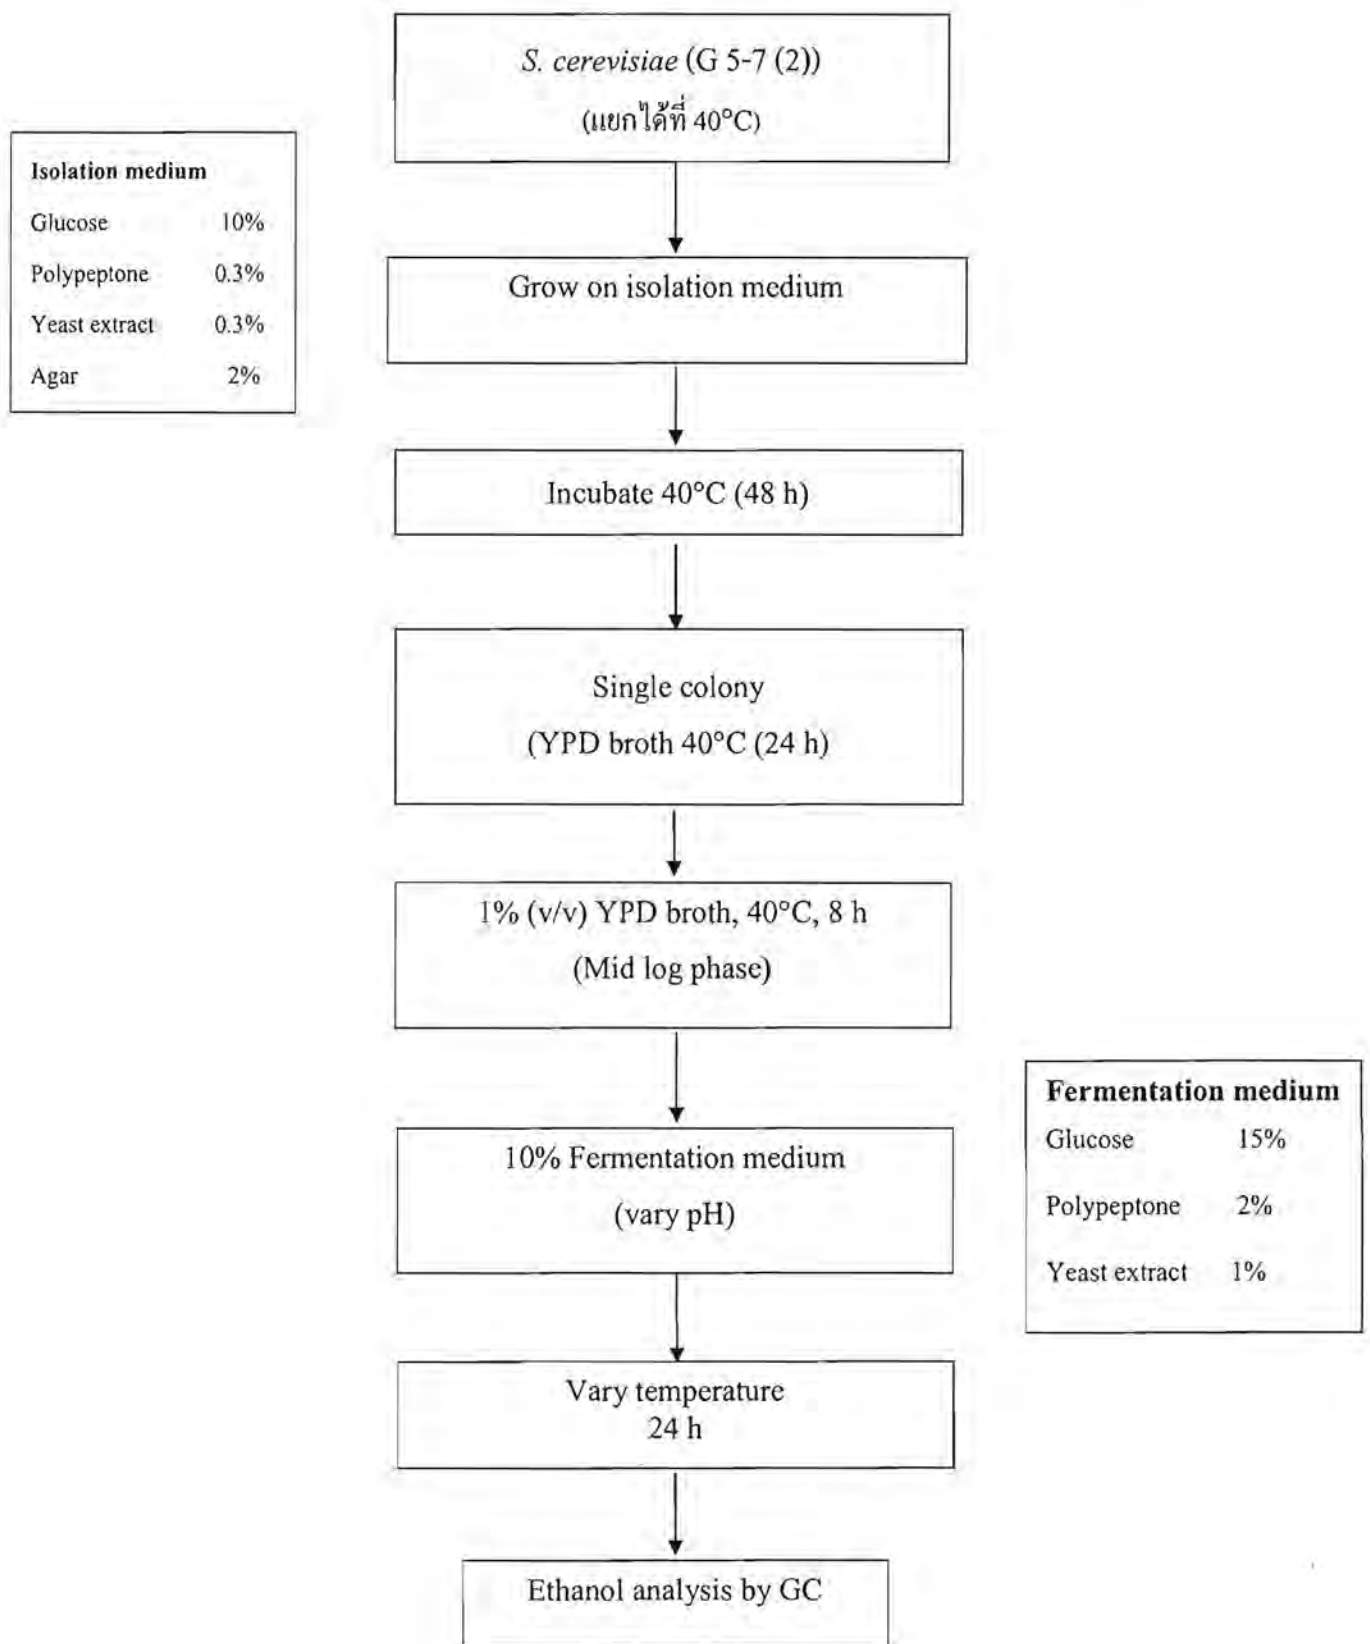 S. cerevisiae (G 5-7 (2))
(แยกได้ที่ 40°C)
Isolation medium
Glucose 10%
Polypeptone 0.3%
Yeast extract 0.3%
Agar 2%
Grow on isolation medium
Incubate 40°C (48 h)
Single colony
(YPD broth 40°C (24 h)
1% (v/v) YPD broth, 40°C, 8 h
(Mid log phase)
10% Fermentation medium
(vary pH)
Fermentation medium
Glucose 15%
Polypeptone 2%
Yeast extract 1%
Vary temperature
24 h
Ethanol analysis by GC